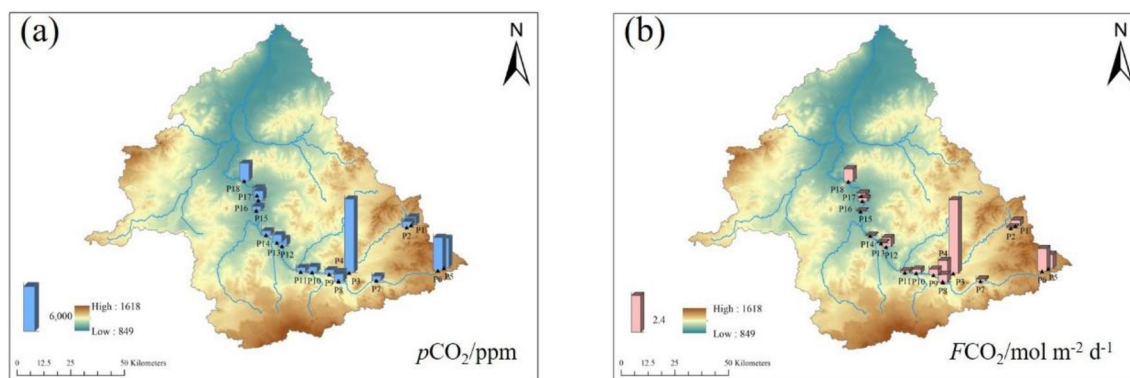 (a)
N
P18
P17
P16
P15
P14
P13
P12
P11
P10
P9
P8
P4
P3
P7
P2
P1
P6
P5
6,000
High : 1618
Low : 849
0 12.5 25 50 Kilometers
pCO₂/ppm
(b)
N
P18
P17
P16
P15
P14
P13
P12
P11
P10
P9
P8
P4
P3
P7
P2
P1
P6
P5
2.4
High : 1618
Low : 849
0 12.5 25 50 Kilometers
FCO₂/mol m⁻² d⁻¹